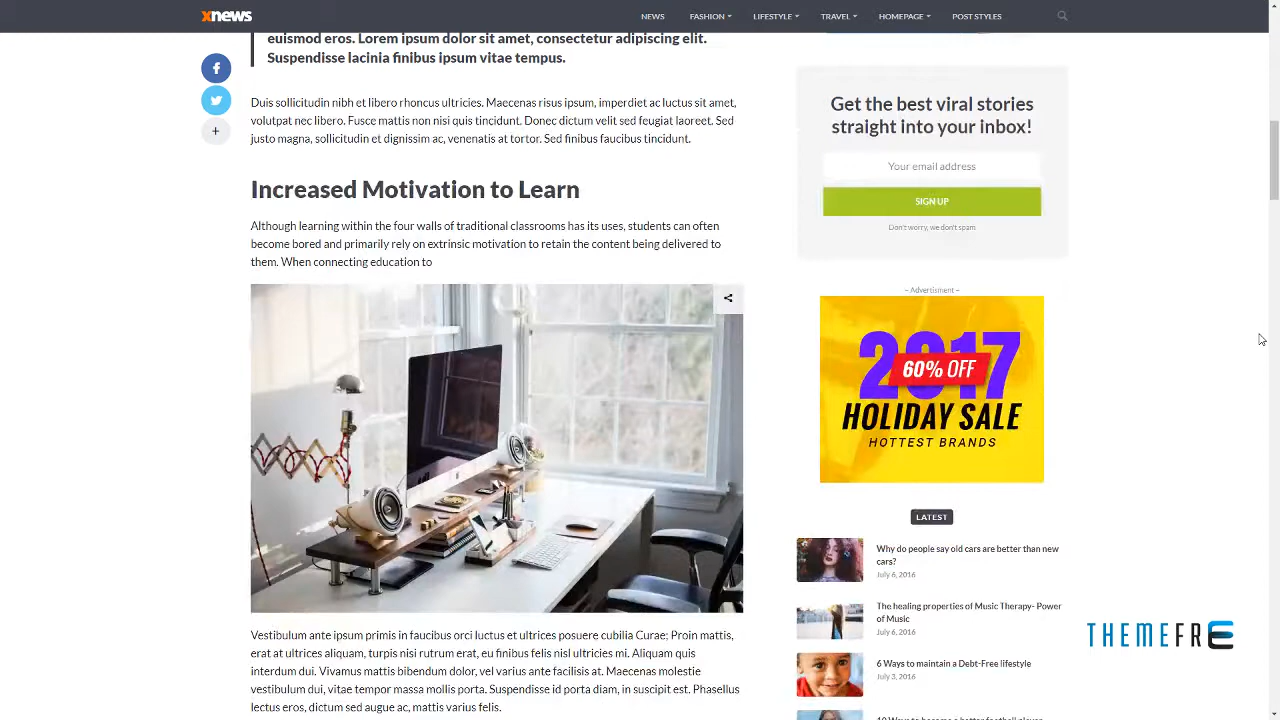 xnews
NEWS
FASHION
LIFESTYLE
TRAVEL
HOMEPAGE
POST STYLES
euismod eros. Lorem ipsum dolor sit amet, consectetur adipiscing elit.
Suspendisse lacinia finibus ipsum vitae tempus.
Duis sollicitudin nibh et libero rhoncus ultricies. Maecenas risus ipsum, imperdiet ac luctus sit amet,
volutpat nec libero. Fusce mattis non nisi quis tincidunt. Donec dictum velit sed feugiat laoreet. Sed
justo magna, sollicitudin et dignissim ac, venenatis at tortor. Sed finibus faucibus tincidunt.
Increased Motivation to Learn
Although learning within the four walls of traditional classrooms has its uses, students can often
become bored and primarily rely on extrinsic motivation to retain the content being delivered to
them. When connecting education to
Vestibulum ante ipsum primis in faucibus orci luctus et ultrices posuere cubilia Curae; Proin mattis,
erat at ultrices aliquam, turpis nisi rutrum erat, eu finibus felis nisl ultricies mi. Aliquam quis
interdum dui. Vivamus mattis bibendum dolor, vel varius ante facilisis at. Maecenas molestie
vestibulum dui, vitae tempor massa mollis porta. Suspendisse id porta diam, in suscipit est. Phasellus
lectus eros, dictum sed augue ac, mattis varius felis.
Get the best viral stories
straight into your inbox!
Your email address
SIGN UP
Don't worry, we don't spam
– Advertisment –
2017
60% OFF
HOLIDAY SALE
HOTTEST BRANDS
LATEST
Why do people say old cars are better than new
cars?
July 6, 2016
The healing properties of Music Therapy- Power
of Music
July 6, 2016
6 Ways to maintain a Debt-Free lifestyle
July 3, 2016
10 Ways to become a better football player
THEMEFRE